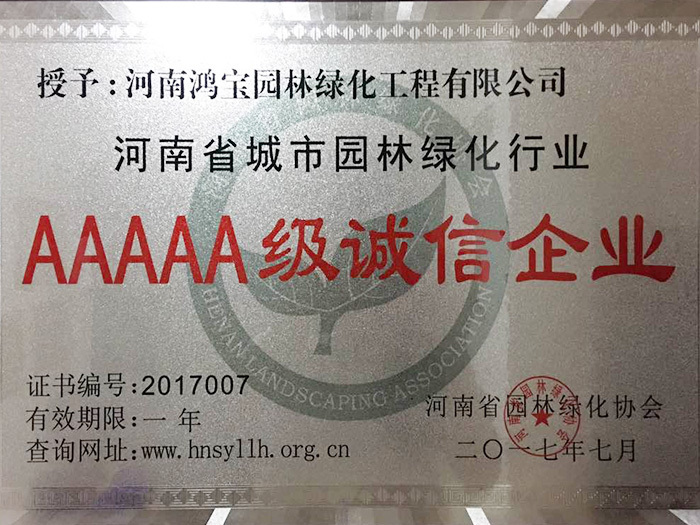 授予:河南鸿宝园林绿化工程有限公司
河南省城市园林绿化行业
AAAAA级诚信企业
HENAN LANDSCAPING ASSOCIATION
证书编号:2017007
有效期限:一年
查询网址:www.hnsyllh.org.cn
河南省园林绿化协会
二〇一七年七月